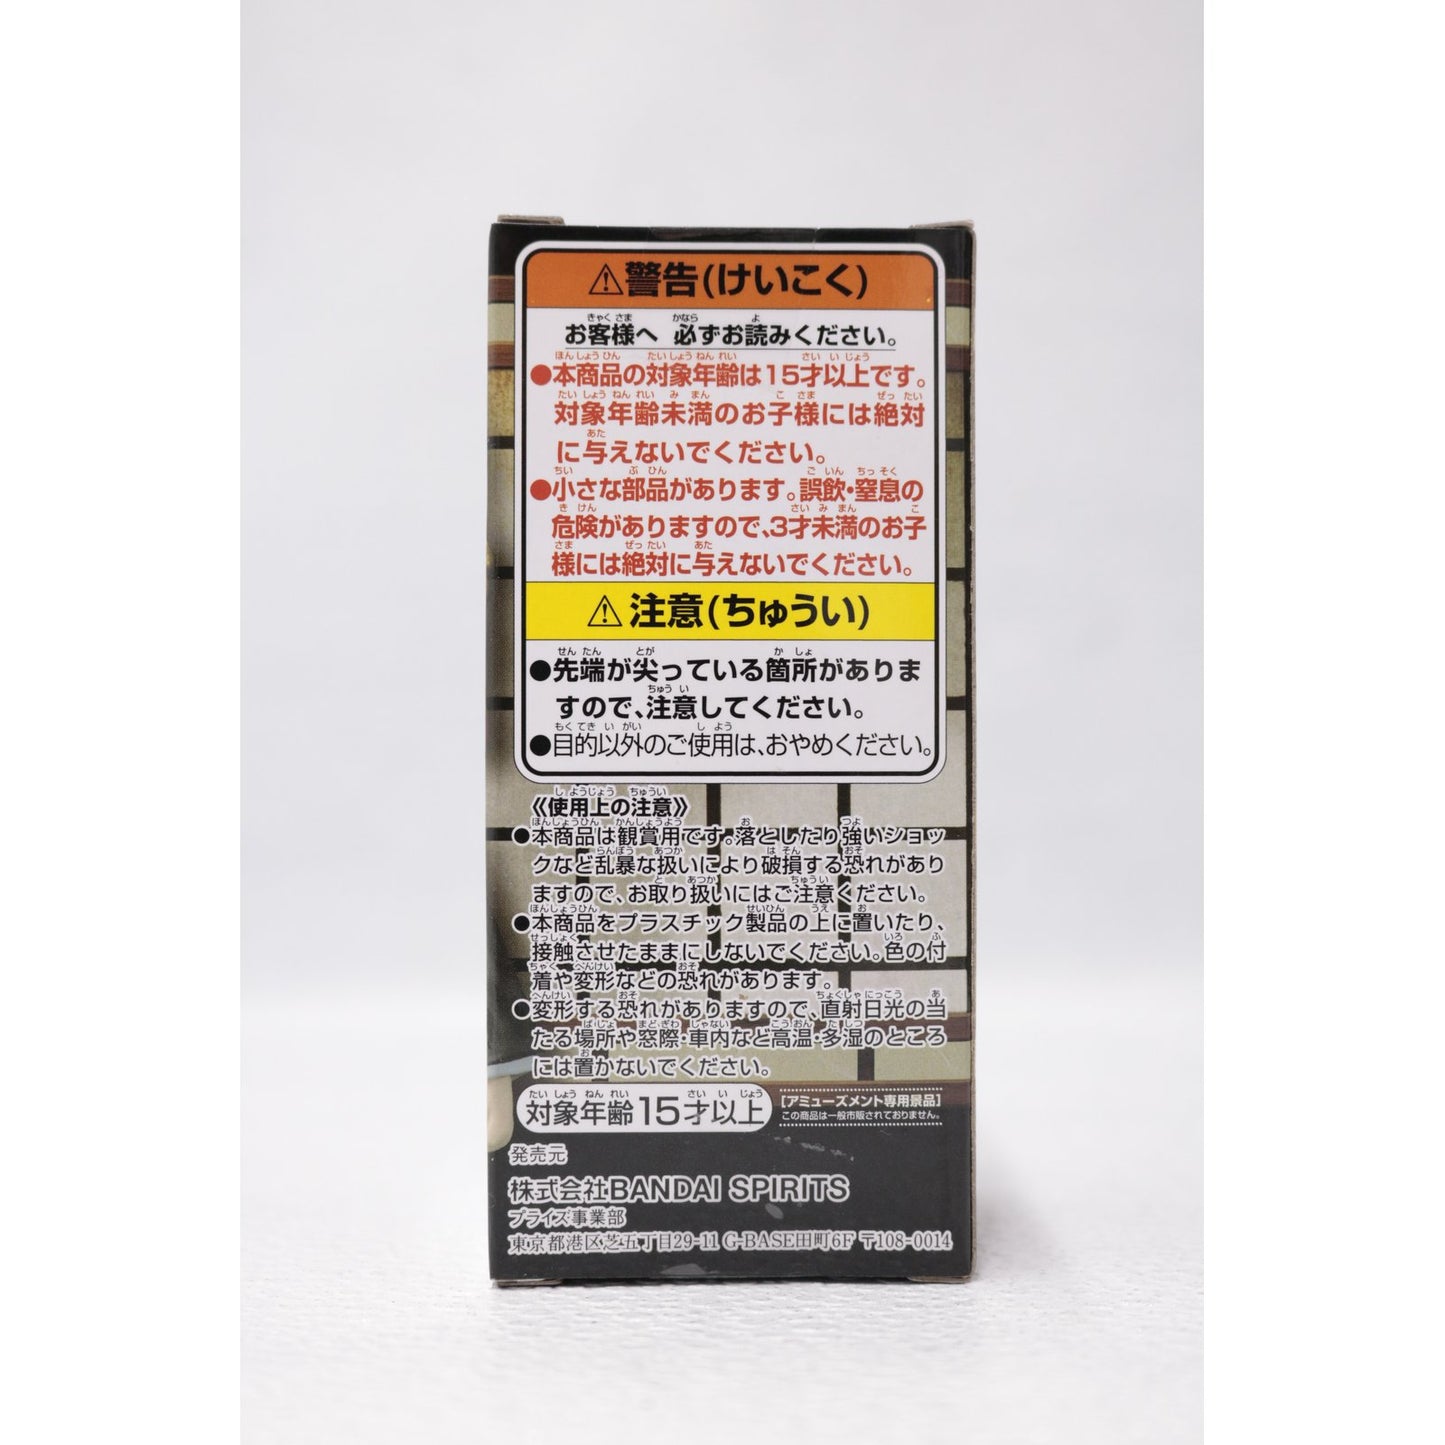 ⚠警告(けいこく)
お客様へ 必ずお読みください。
●本商品の対象年齢は15才以上です。
対象年齢未満のお子様には絶対
に与えないでください。
●小さな部品があります。誤飲・窒息の
危険がありますので、3才未満のお子
様には絶対に与えないでください。
⚠注意(ちゅうい)
●先端が尖っている箇所がありま
すので、注意してください。
●目的以外のご使用は、おやめください。
《使用上の注意》
●本商品は観賞用です。落としたり強いショッ
クなど乱暴な扱いにより破損する恐れがあり
ますので、お取り扱いにはご注意ください。
●本商品をプラスチック製品の上に置いたり、
接触させたままにしないでください。色の付
着や変形などの恐れがあります。
●変形する恐れがありますので、直射日光の当
たる場所や窓際・車内など高温・多湿のところ
には置かないでください。
対象年齢15才以上
[アミューズメント専用景品]
この商品は一般市販されておりません。
発売元
株式会社BANDAI SPIRITS
プライズ事業部
東京都港区芝五丁目29-11 G-BASE田町6F 〒108-0014